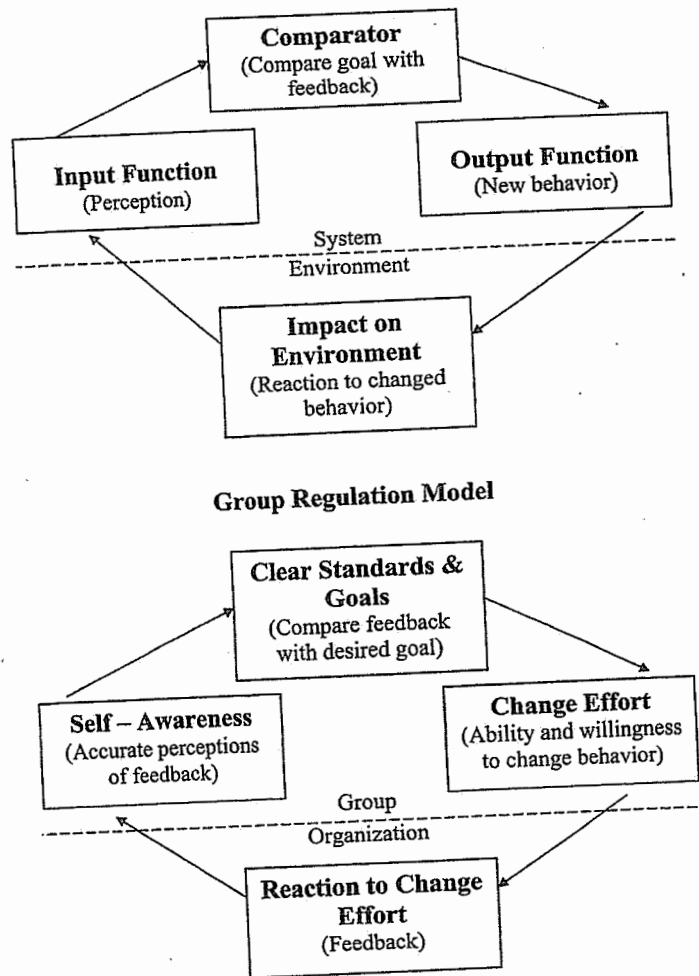 Comparator
(Compare goal with
feedback)
Input Function
(Perception)
Output Function
(New behavior)
System
Environment
Impact on
Environment
(Reaction to changed
behavior)
Group Regulation Model
Clear Standards &
Goals
(Compare feedback
with desired goal)
Self – Awareness
(Accurate perceptions
of feedback)
Change Effort
(Ability and willingness
to change behavior)
Group
Organization
Reaction to Change
Effort
(Feedback)